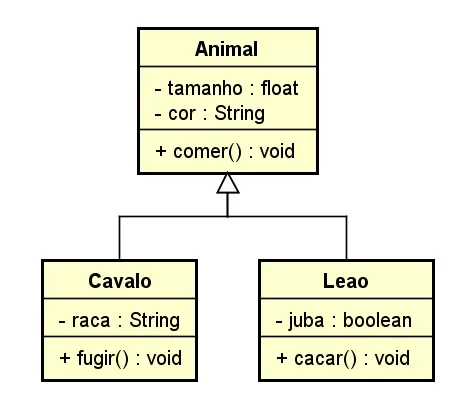 Animal
- tamanho : float
- cor : String
+ comer() : void
Cavalo
- raca : String
+ fugir() : void
Leao
- juba : boolean
+ cacar() : void